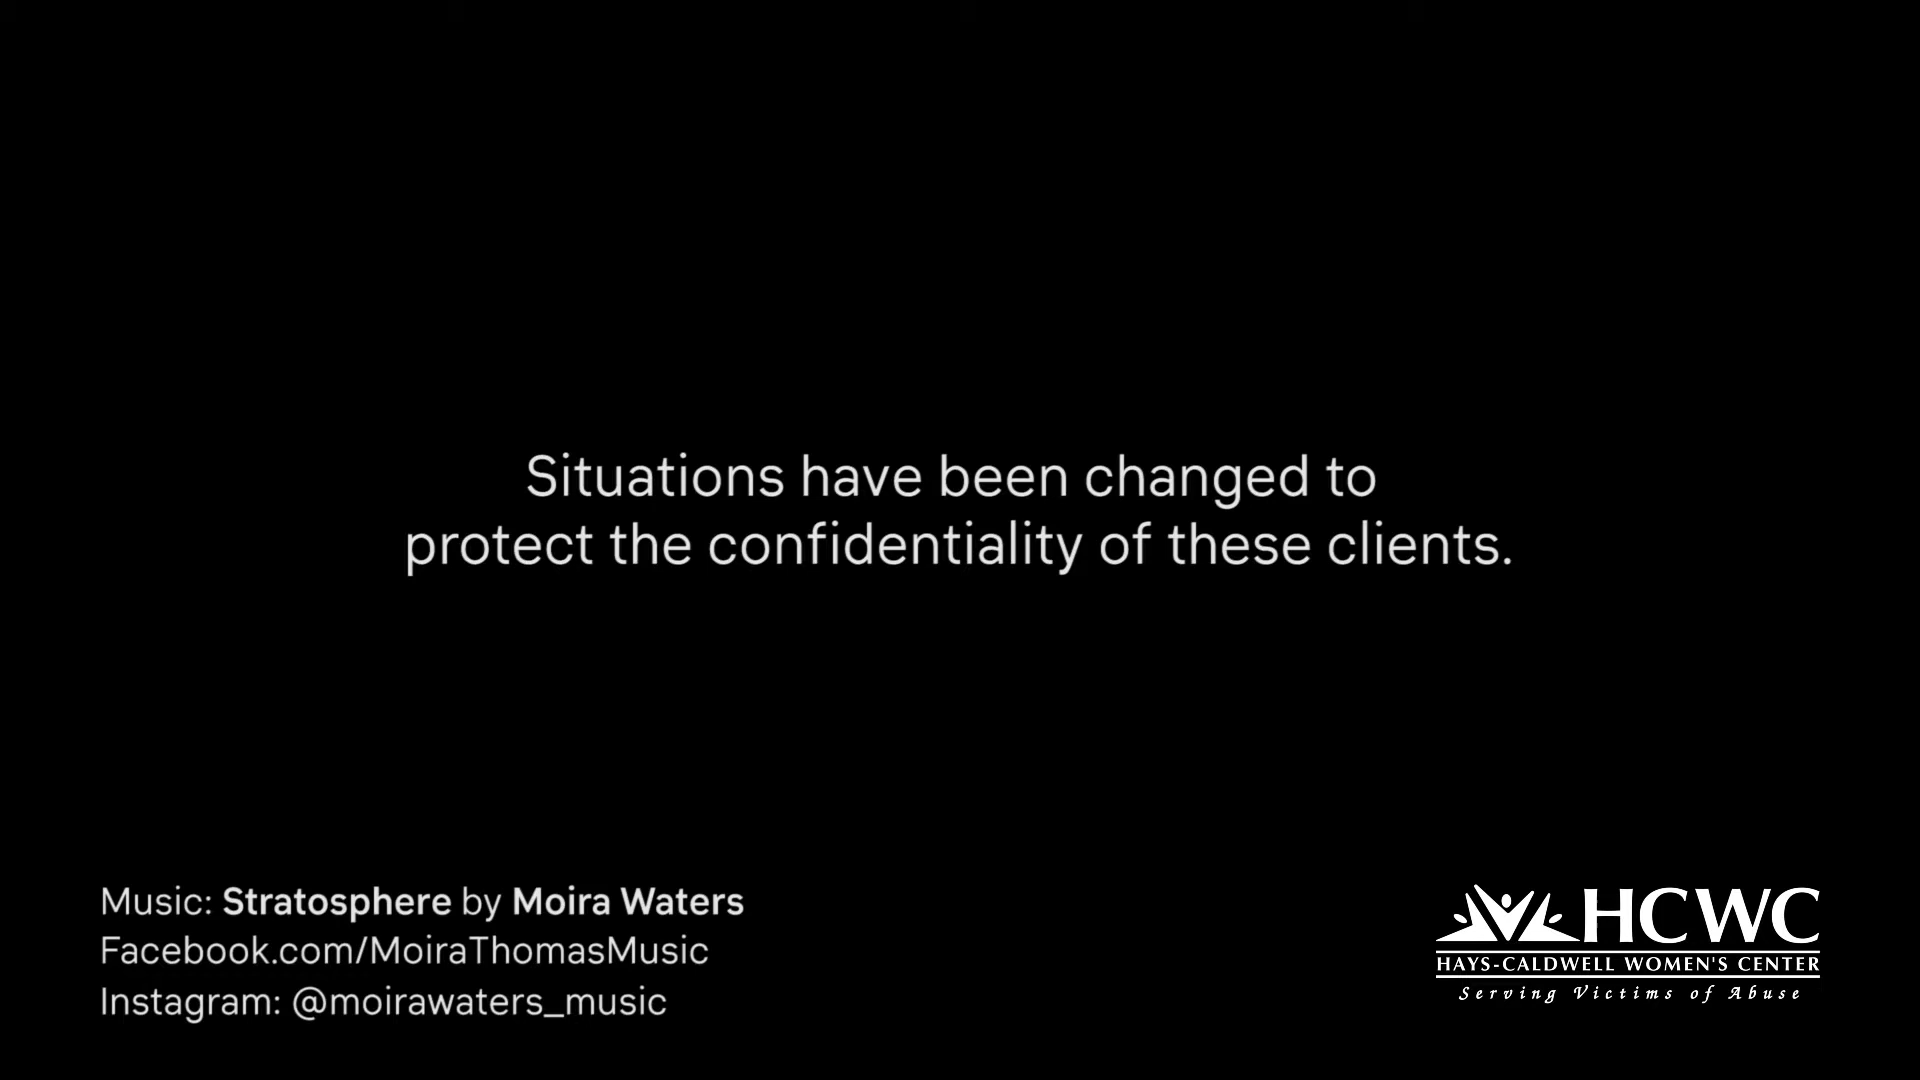 Situations have been changed to
protect the confidentiality of these clients.
Music: Stratosphere by Moira Waters
Facebook.com/MoiraThomasMusic
Instagram: @moirawaters_music
HCWC
HAYS-CALDWELL WOMEN'S CENTER
Serving Victims of Abuse